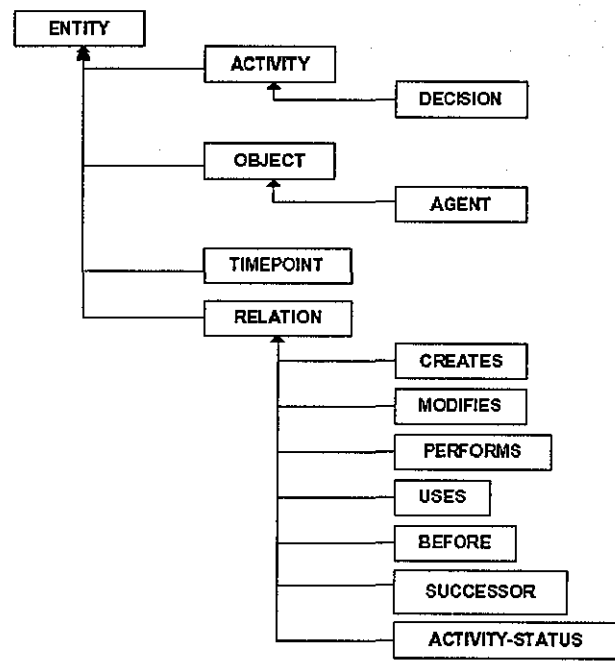 ENTITY
ACTIVITY
DECISION
OBJECT
AGENT
TIMEPOINT
RELATION
CREATES
MODIFIES
PERFORMS
USES
BEFORE
SUCCESSOR
ACTIVITY-STATUS